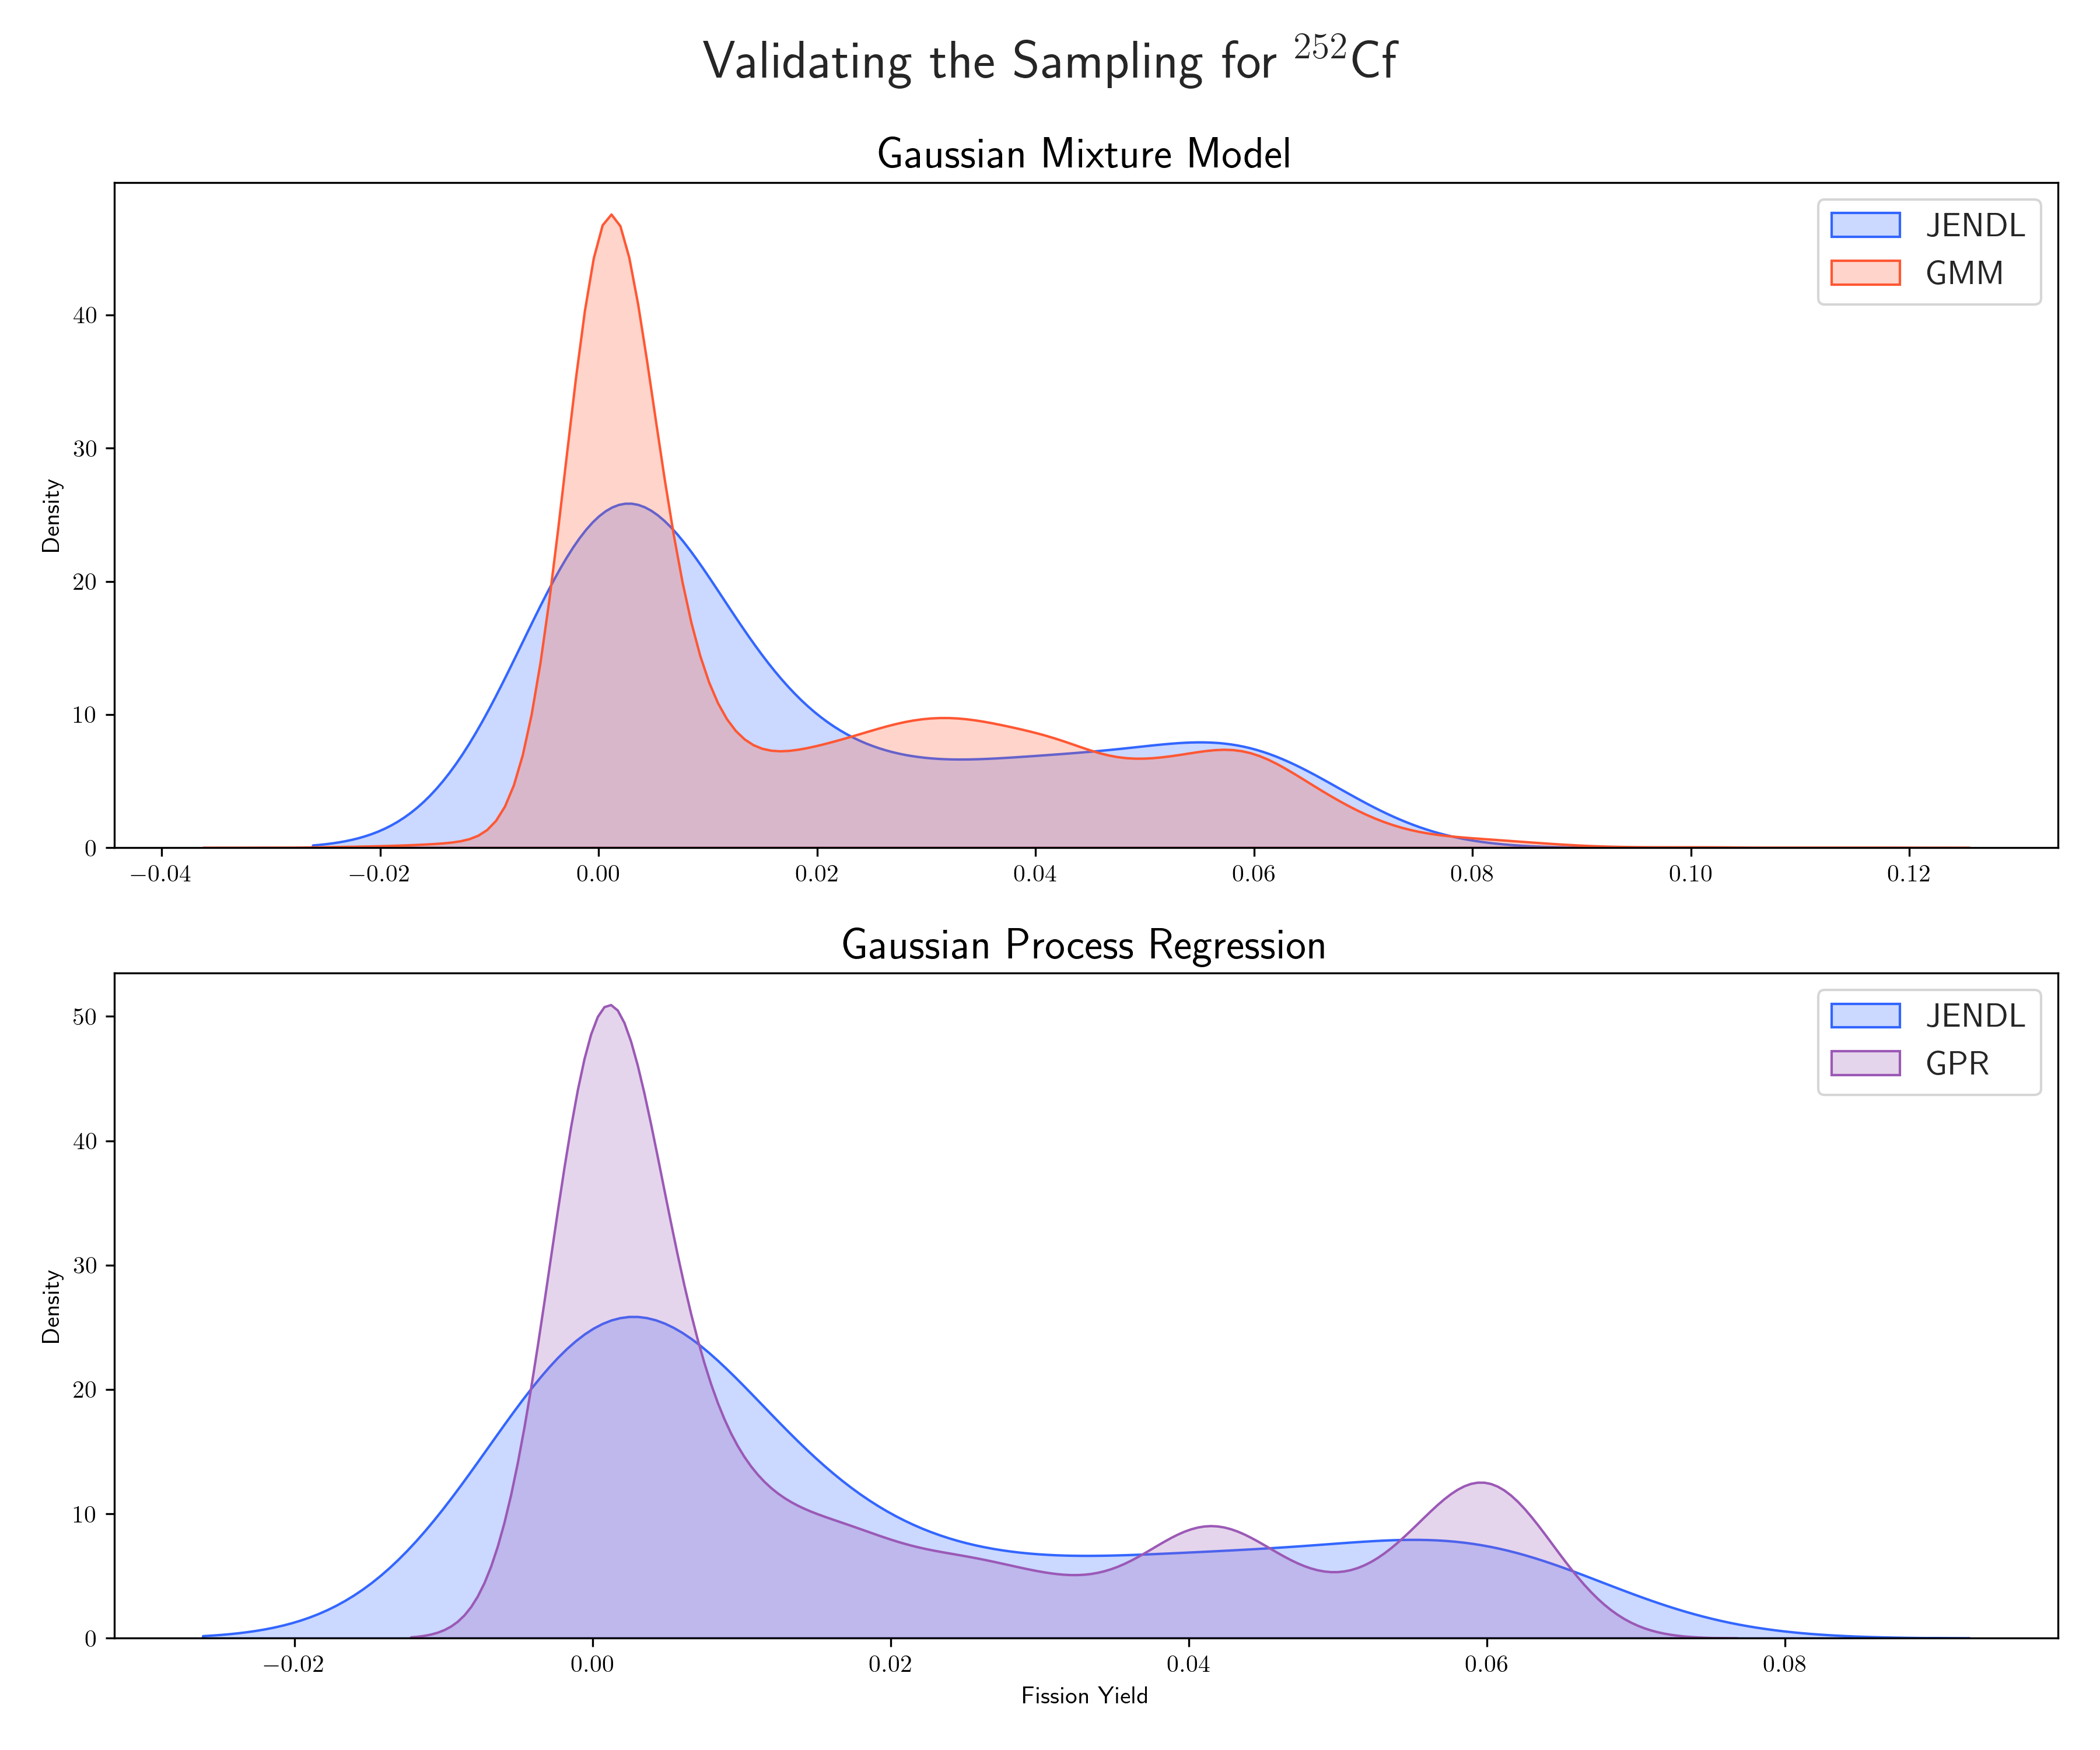 Validating the Sampling for ²⁵²Cf
Gaussian Mixture Model
JENDL
GMM
Density
40
30
20
10
0
−0.04 −0.02 0.00 0.02 0.04 0.06 0.08 0.10 0.12
Gaussian Process Regression
JENDL
GPR
Density
50
40
30
20
10
0
−0.02 0.00 0.02 0.04 0.06 0.08
Fission Yield